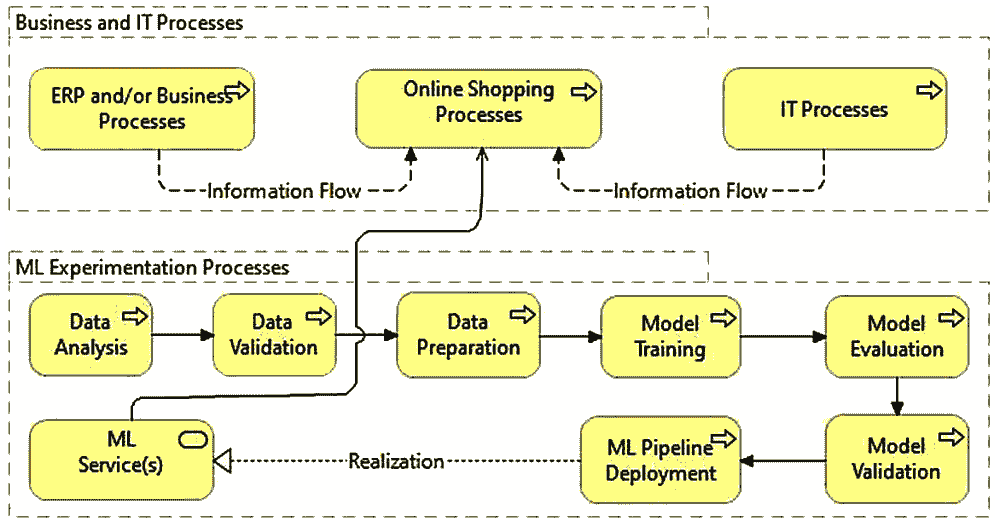 Business and IT Processes
ERP and/or Business
Processes
Online Shopping
Processes
IT Processes
Information Flow
Information Flow
ML Experimentation Processes
Data
Analysis
Data
Validation
Data
Preparation
Model
Training
Model
Evaluation
ML
Service(s)
Realization
ML Pipeline
Deployment
Model
Validation